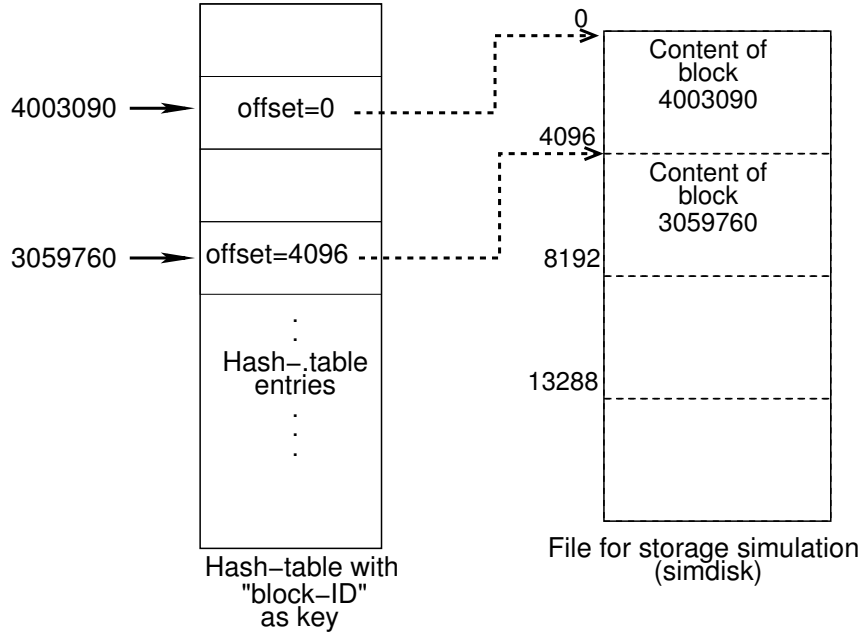 4003090
offset=0
3059760
offset=4096
.
.
Hash-.table
entries
.
.
.
Hash-table with
"block-ID"
as key
0
Content of
block
4003090
4096
Content of
block
3059760
8192
13288
File for storage simulation
(simdisk)